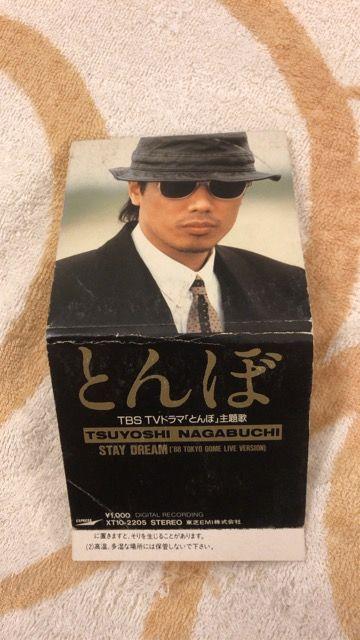 とんぼ
TBS TVドラマ「とんぼ」主題歌
TSUYOSHI NAGABUCHI
STAY DREAM('88 TOKYO DOME LIVE VERSION)
¥1,000 DIGITAL RECORDING
EXPRESS XT10-2205 STEREO 東芝EMI株式会社
に置きますと、そりを生じることがあります。
(2)高温、多湿な場所には保管しないで下さい。